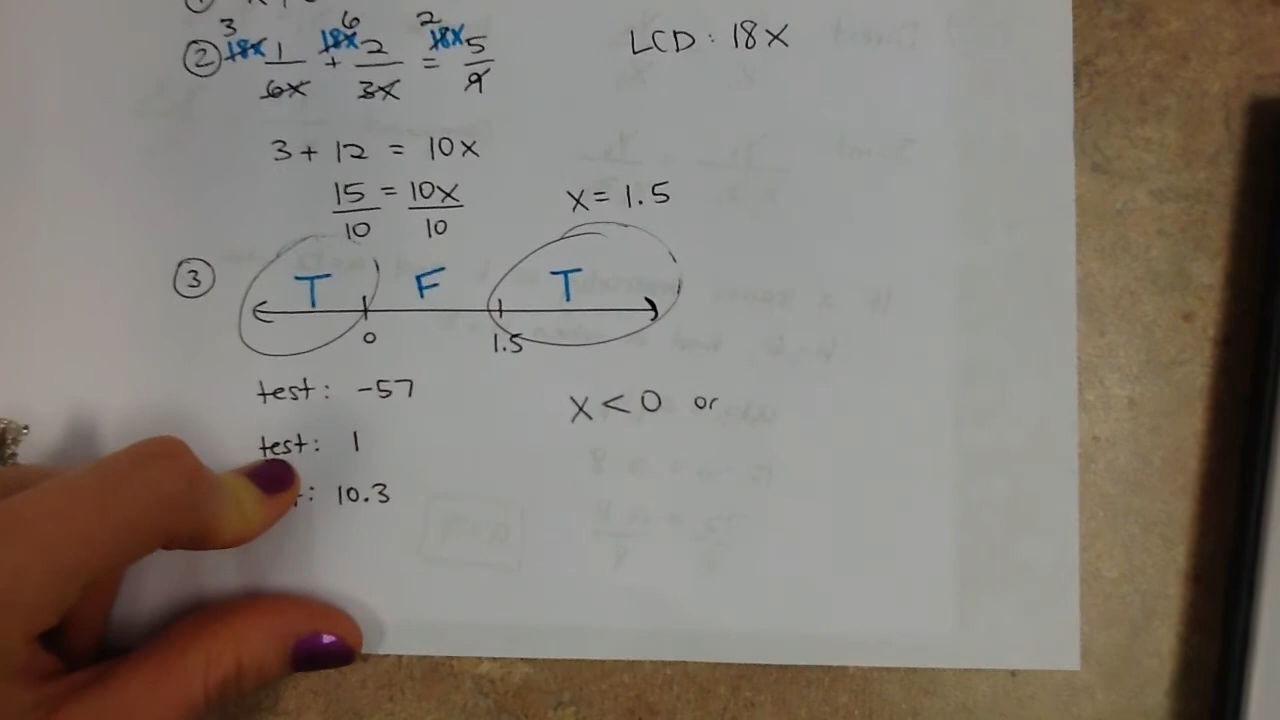 ② 18x 3 1/6x + 18x 6 2/3x = 18x 2 5/9
LCD: 18x
3 + 12 = 10x
15/10 = 10x/10
x = 1.5
③
T F T
0 1.5
test: -57
x < 0 or
test: 1
: 10.3